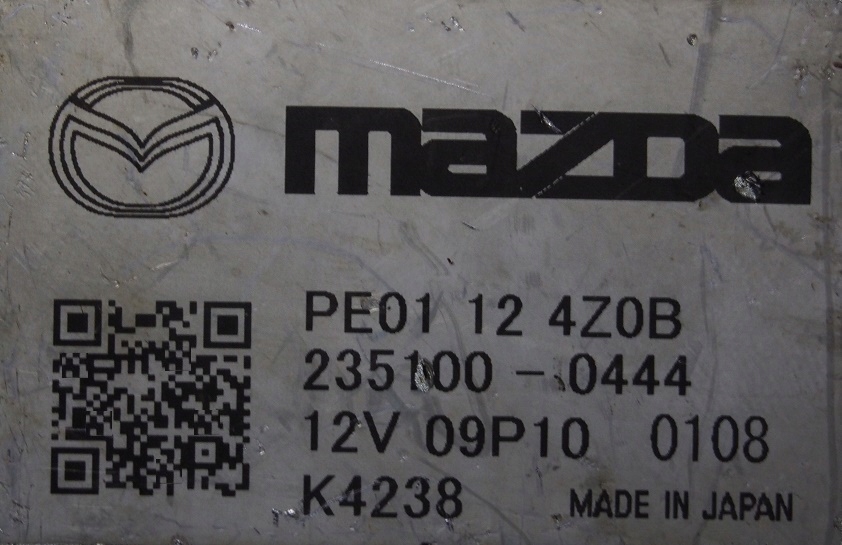 mazda
PE01 12 4Z0B
235100-0444
12V 09P10 0108
K4238 MADE IN JAPAN